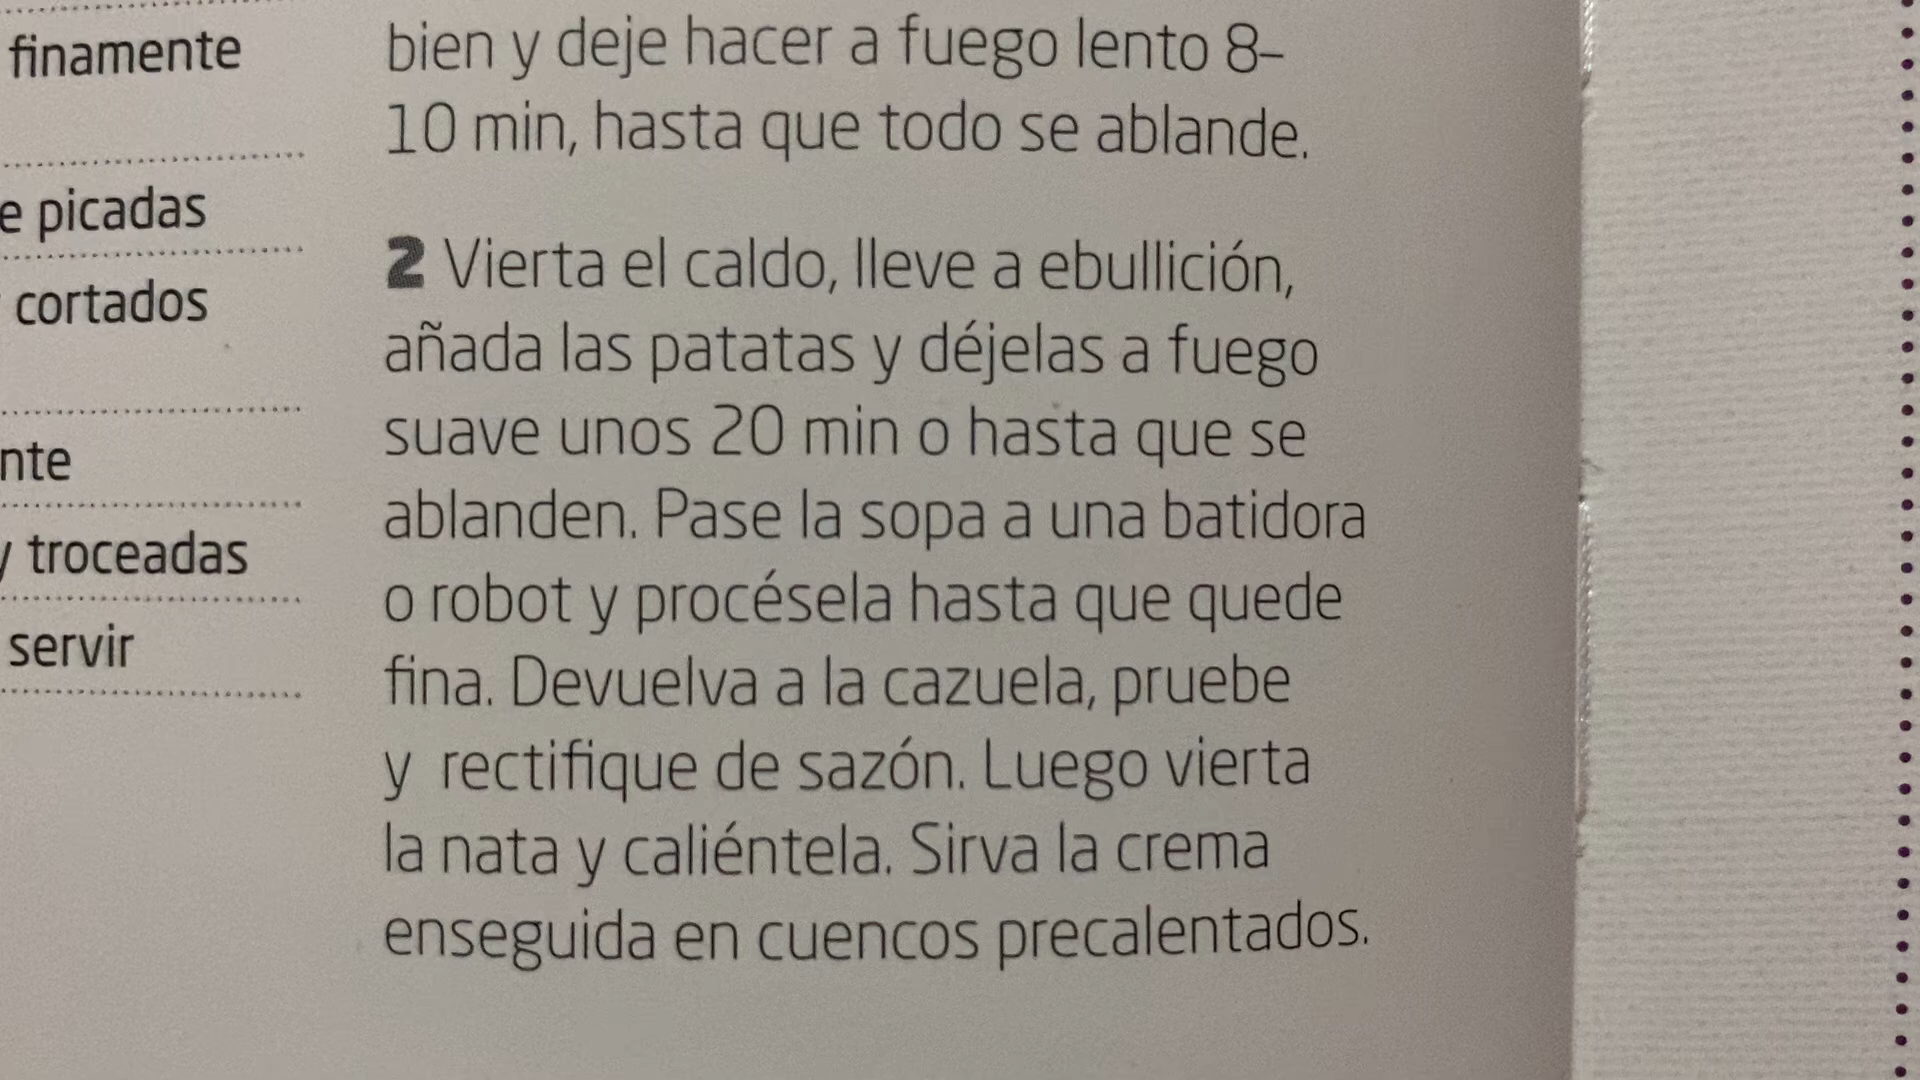 finamente
picadas
cortados
troceadas
servir
bien y deje hacer a fuego lento 8–
10 min, hasta que todo se ablande.
2 Vierta el caldo, lleve a ebullición,
añada las patatas y déjelas a fuego
suave unos 20 min o hasta que se
ablanden. Pase la sopa a una batidora
o robot y procésela hasta que quede
fina. Devuelva a la cazuela, pruebe
y rectifique de sazón. Luego vierta
la nata y caliéntela. Sirva la crema
enseguida en cuencos precalentados.